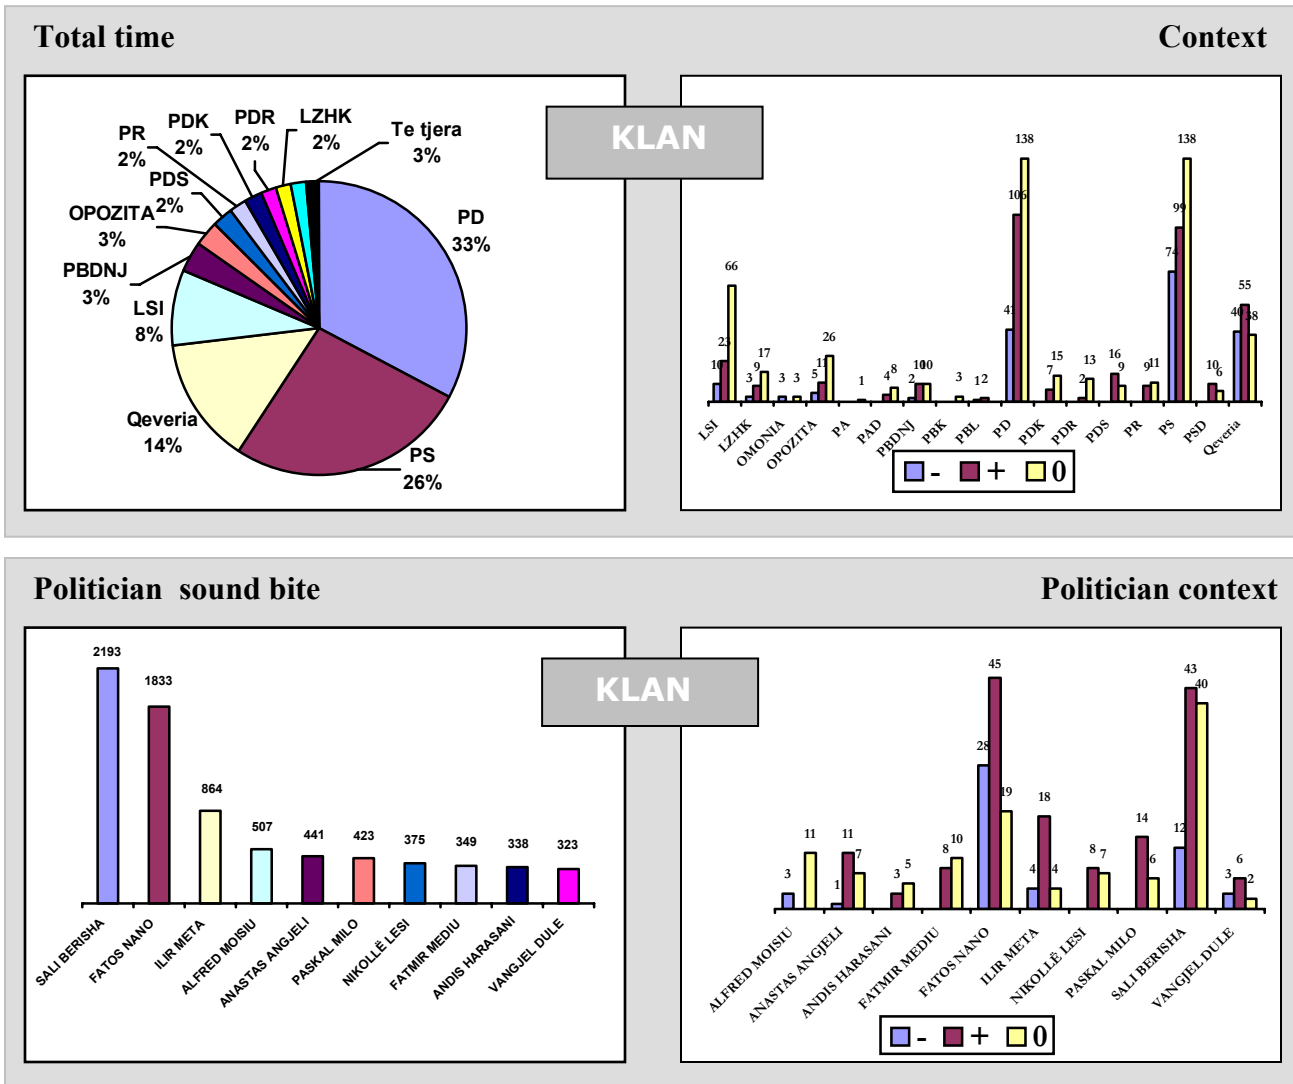 Total time
Context
KLAN
PD
33%
PS
26%
Qeveria
14%
LSI
8%
PBDNJ
3%
OPOZITA
3%
PDS
2%
PR
2%
PDK
2%
PDR
2%
LZHK
2%
Te tjera
3%
10 23 66
3 9 17
3 3
5 11 26
1
4 8
2 10 10
3
1 2
41 106 138
7 15
2 13
16 9
9 11
74 99 138
10 6
40 55 38
LSI
LZHK
OMONIA
OPOZITA
PA
PAD
PBDNJ
PBK
PBL
PD
PDK
PDR
PDS
PR
PS
PSD
Qeveria
- + 0
Politician sound bite
Politician context
KLAN
2193
1833
864
507
441
423
375
349
338
323
SALI BERISHA
FATOS NANO
ILIR META
ALFRED MOISIU
ANASTAS ANGJELI
PASKAL MILO
NIKOLLË LESI
FATMIR MEDIU
ANDIS HARASANI
VANGJEL DULE
3 11
1 11 7
3 5
8 10
28 45 19
4 18 4
8 7
14 6
12 43 40
3 6 2
ALFRED MOISIU
ANASTAS ANGJELI
ANDIS HARASANI
FATMIR MEDIU
FATOS NANO
ILIR META
NIKOLLË LESI
PASKAL MILO
SALI BERISHA
VANGJEL DULE
- + 0